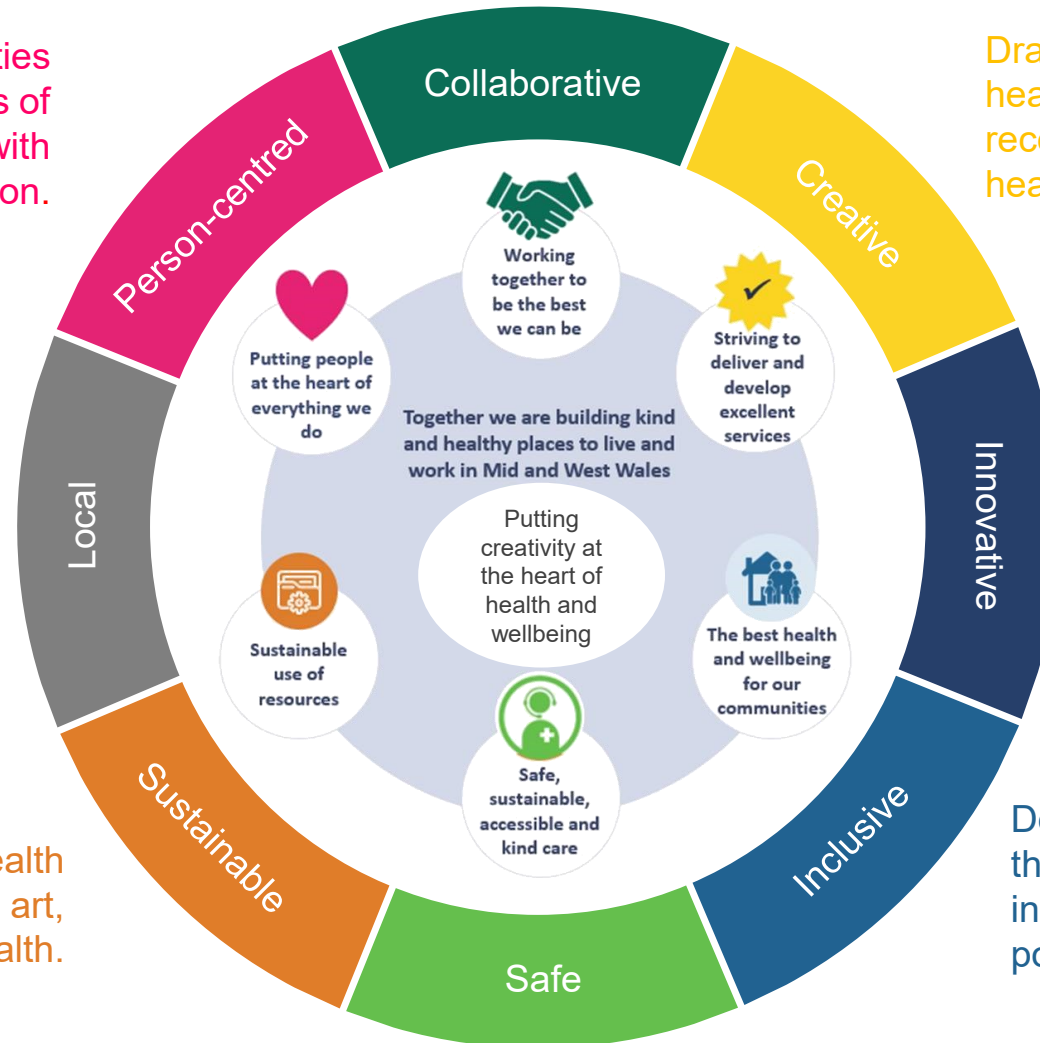 Collaborative
Creative
Innovative
Inclusive
Safe
Sustainable
Local
Person-centred
Working
together to
be the best
we can be
Striving to
deliver and
develop
excellent
services
The best health
and wellbeing
for our
communities
Safe,
sustainable,
accessible and
kind care
Sustainable
use of
resources
Putting people
at the heart of
everything we
do
Together we are building kind
and healthy places to live and
work in Mid and West Wales
Putting
creativity at
the heart of
health and
wellbeing
of
with
on.
art,